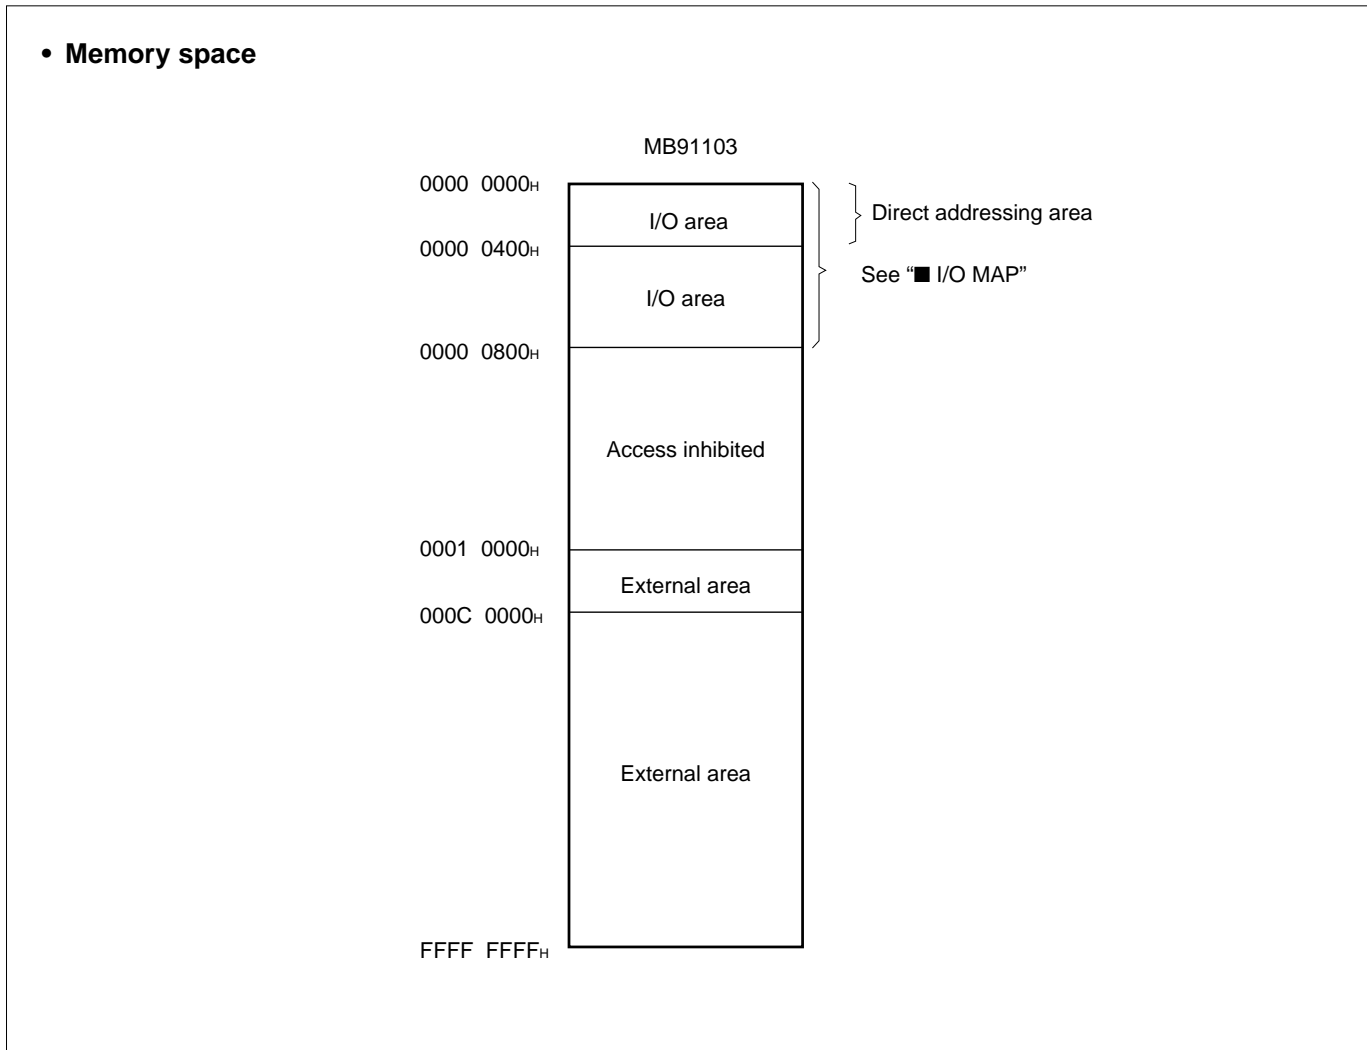 • Memory space
MB91103
0000 0000H
I/O area
Direct addressing area
0000 0400H
See “■ I/O MAP”
I/O area
0000 0800H
Access inhibited
0001 0000H
External area
000C 0000H
External area
FFFF FFFFH